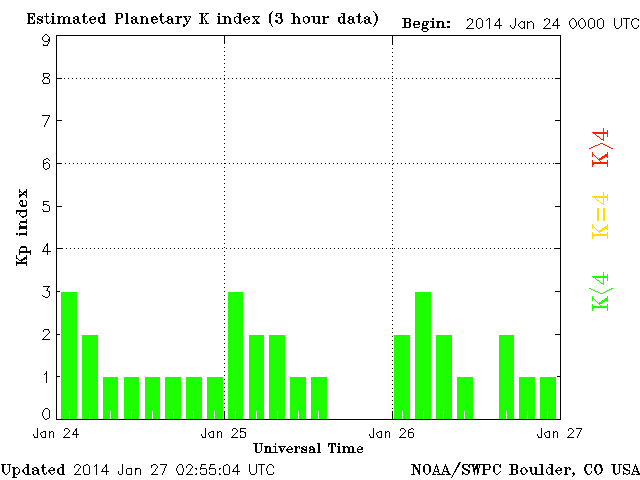 Estimated Planetary K index (3 hour data) Begin: 2014 Jan 24 0000 UTC
9
8
7
6
5
4
3
2
1
0
Kp index
K>4
K=4
K<4
Jan 24 Jan 25 Jan 26 Jan 27
Universal Time
Updated 2014 Jan 27 02:55:04 UTC NOAA/SWPC Boulder, CO USA